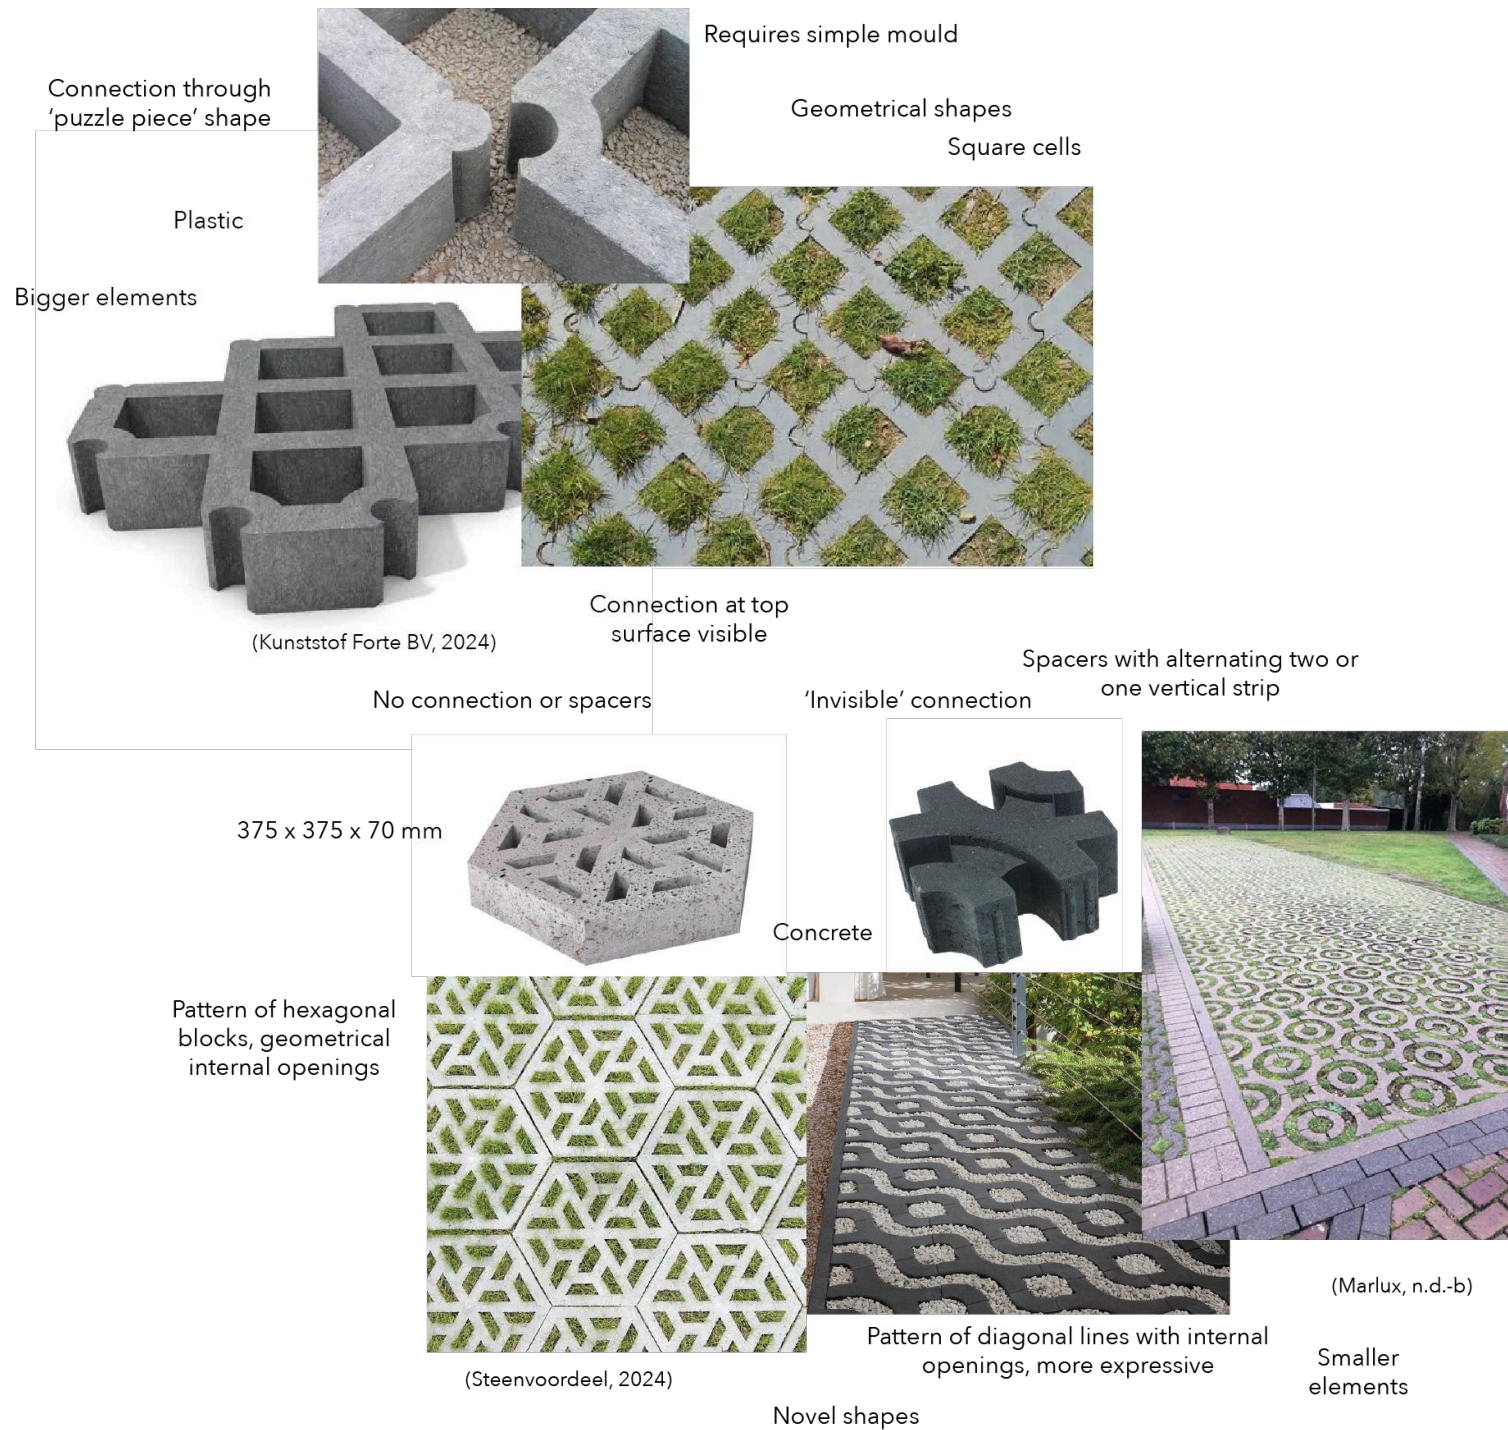 Requires simple mould
Connection through
‘puzzle piece’ shape
Geometrical shapes
Square cells
Plastic
Bigger elements
Connection at top
surface visible
(Kunststof Forte BV, 2024)
Spacers with alternating two or
one vertical strip
No connection or spacers
‘Invisible’ connection
375 x 375 x 70 mm
Concrete
Pattern of hexagonal
blocks, geometrical
internal openings
(Marlux, n.d.-b)
Pattern of diagonal lines with internal
openings, more expressive
Smaller
elements
(Steenvoordeel, 2024)
Novel shapes